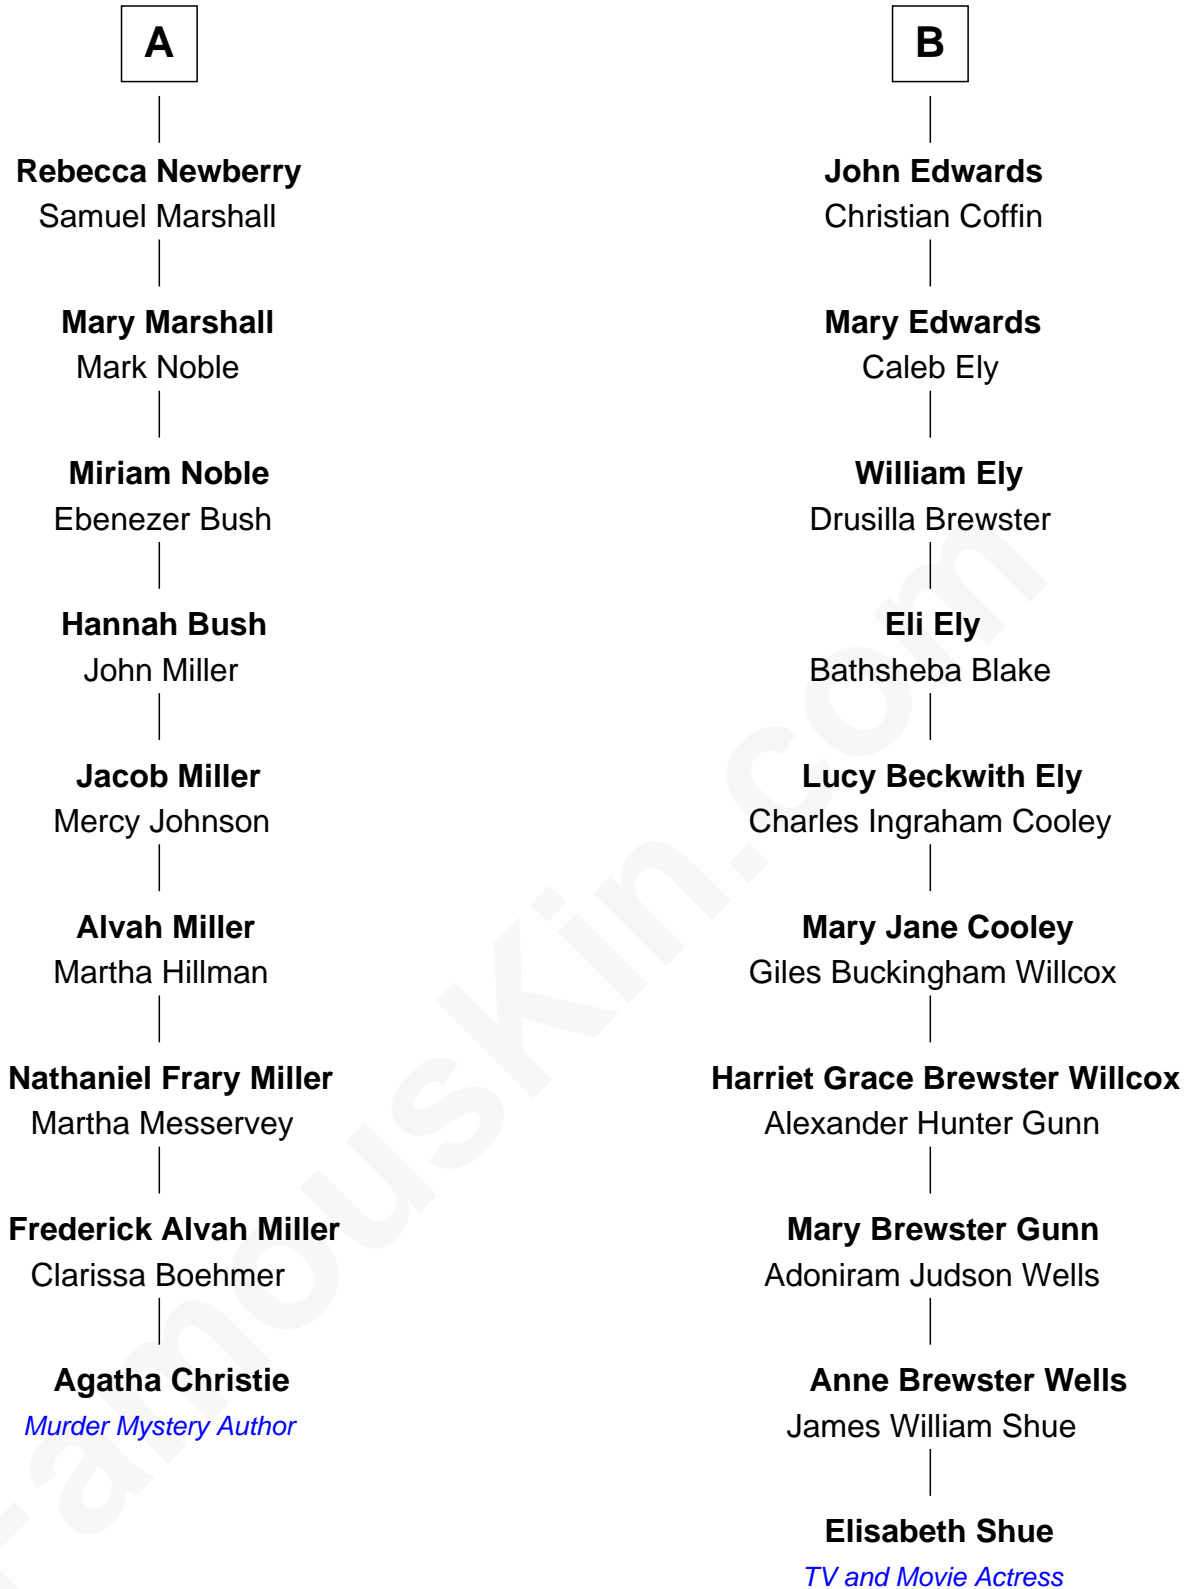 A
Rebecca Newberry
Samuel Marshall
Mary Marshall
Mark Noble
Miriam Noble
Ebenezer Bush
Hannah Bush
John Miller
Jacob Miller
Mercy Johnson
Alvah Miller
Martha Hillman
Nathaniel Frary Miller
Martha Messervey
Frederick Alvah Miller
Clarissa Boehmer
Agatha Christie
Murder Mystery Author
B
John Edwards
Christian Coffin
Mary Edwards
Caleb Ely
William Ely
Drusilla Brewster
Eli Ely
Bathsheba Blake
Lucy Beckwith Ely
Charles Ingraham Cooley
Mary Jane Cooley
Giles Buckingham Willcox
Harriet Grace Brewster Willcox
Alexander Hunter Gunn
Mary Brewster Gunn
Adoniram Judson Wells
Anne Brewster Wells
James William Shue
Elisabeth Shue
TV and Movie Actress
FamousKin.com